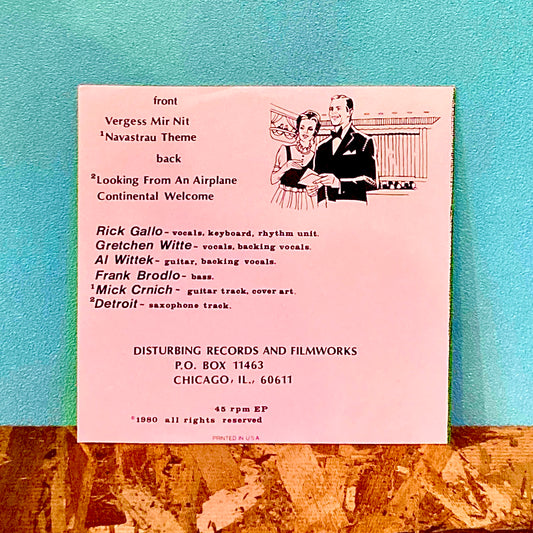 front
Vergess Mir Nit
¹Navastrau Theme
back
²Looking From An Airplane
Continental Welcome
Rick Gallo- vocals, keyboard, rhythm unit.
Gretchen Witte- vocals, backing vocals.
Al Wittek- guitar, backing vocals.
Frank Brodlo- bass.
¹Mick Crnich- guitar track, cover art.
²Detroit- saxophone track.
DISTURBING RECORDS AND FILMWORKS
P.O. BOX 11463
CHICAGO, IL., 60611
45 rpm EP
©1980 all rights reserved
PRINTED IN U.S.A.